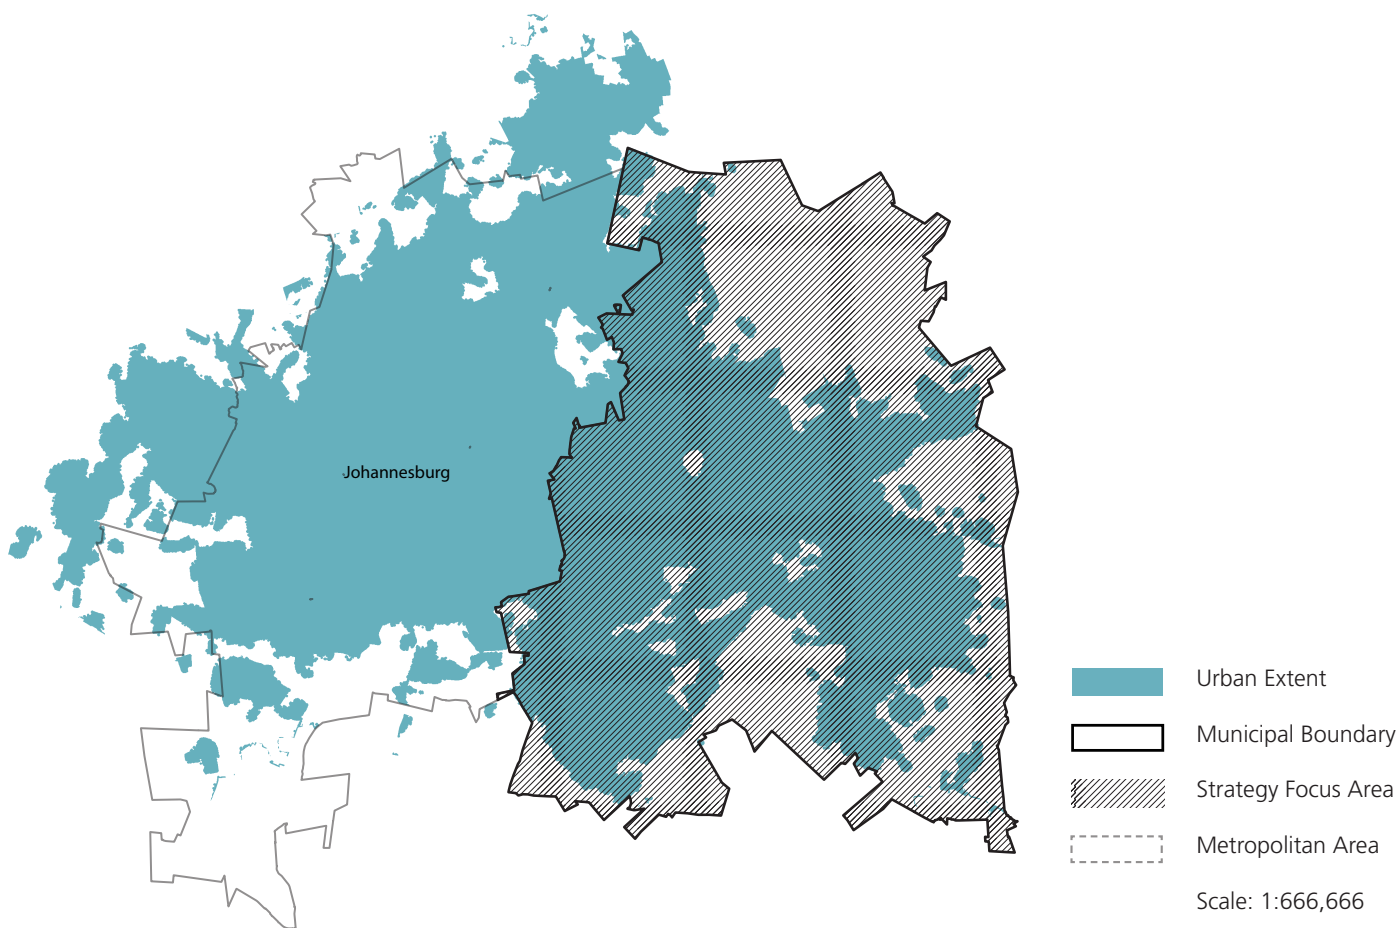 Johannesburg
Urban Extent
Municipal Boundary
Strategy Focus Area
Metropolitan Area
Scale: 1:666,666